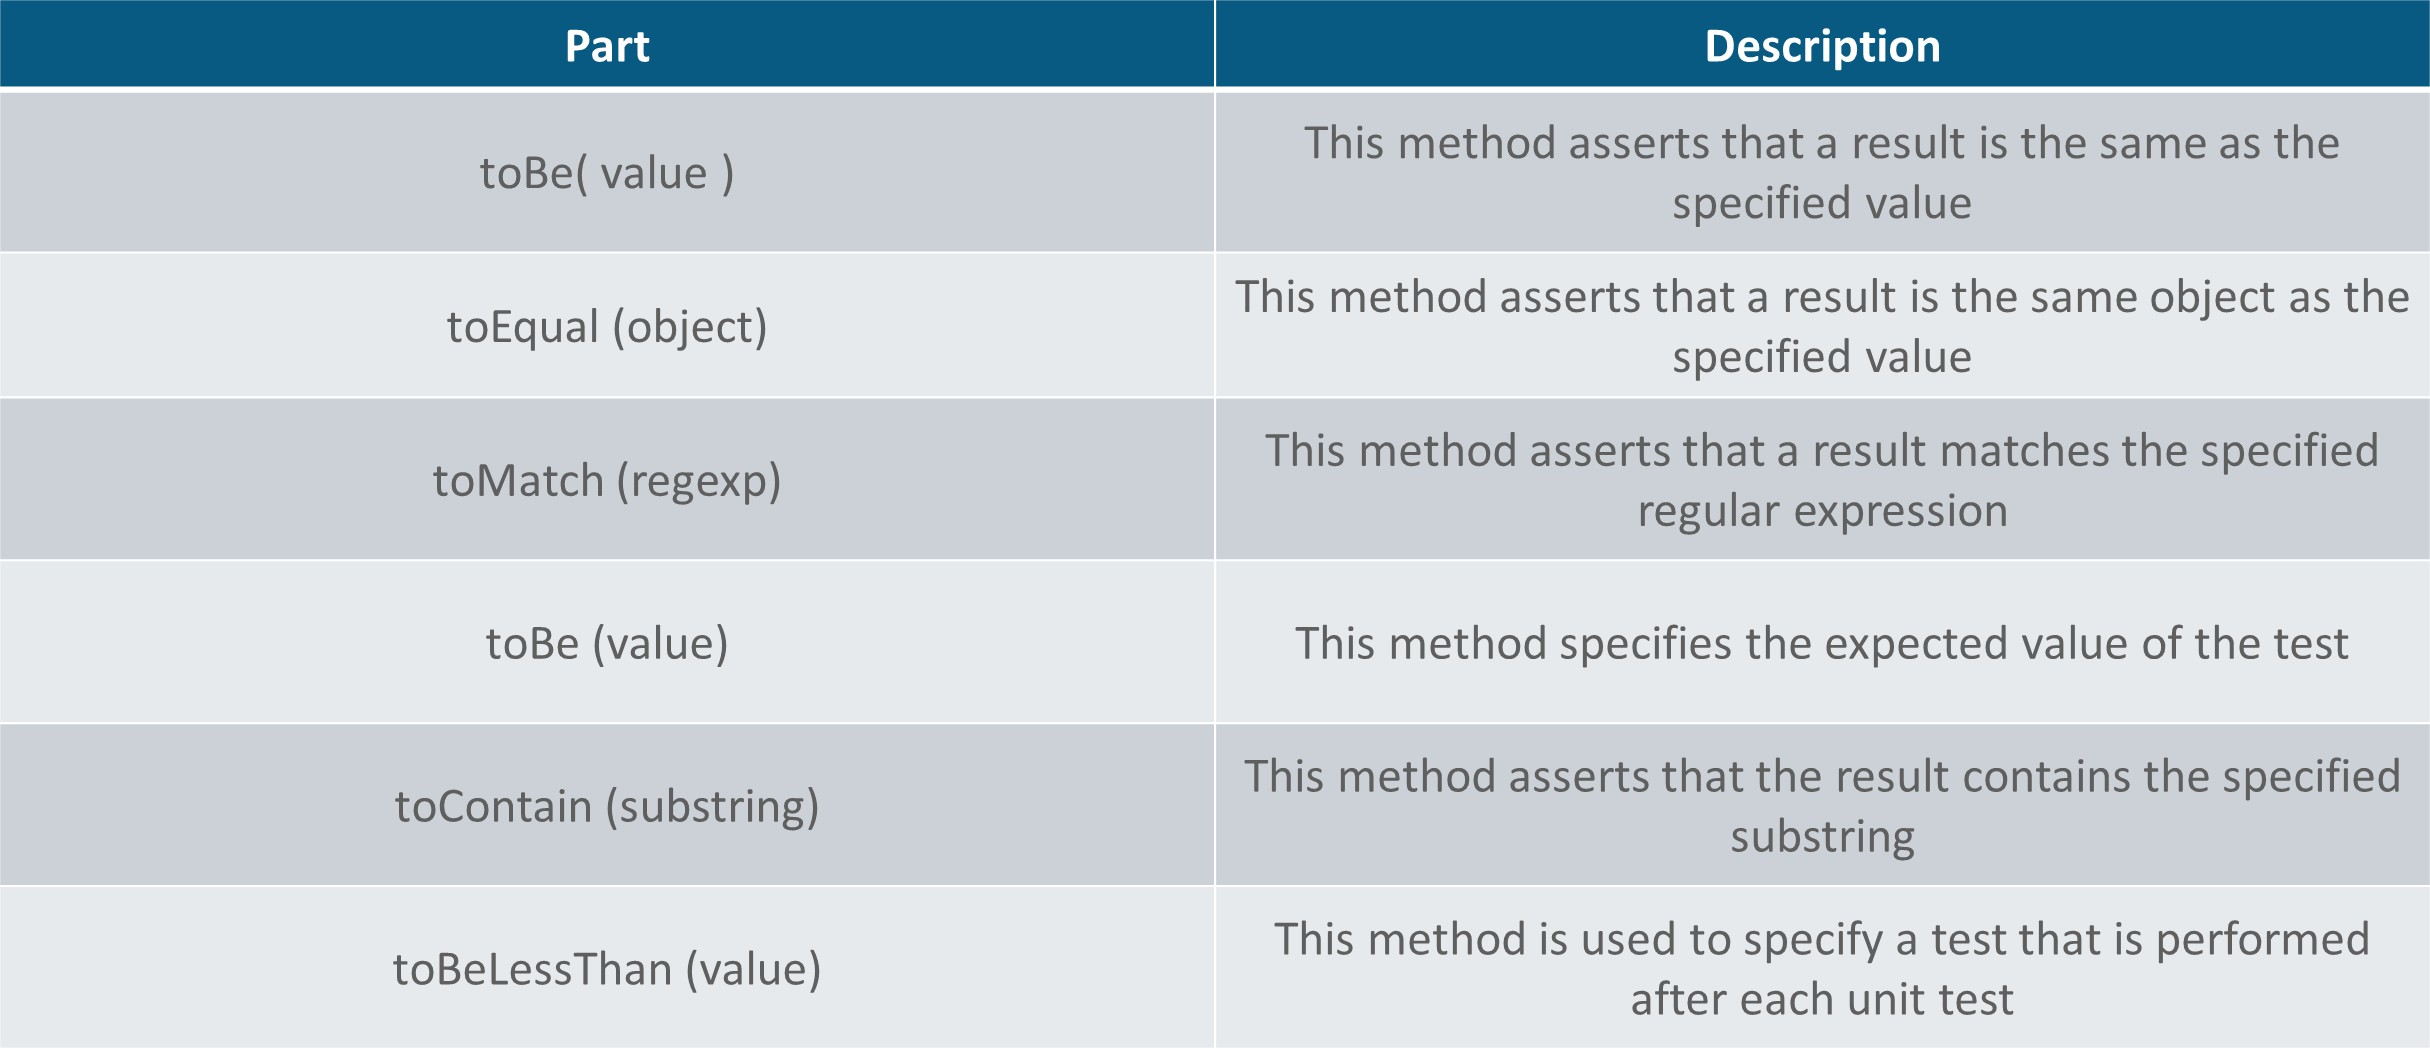 Part
Description
toBe( value )
This method asserts that a result is the same as the
specified value
toEqual (object)
This method asserts that a result is the same object as the
specified value
toMatch (regexp)
This method asserts that a result matches the specified
regular expression
toBe (value)
This method specifies the expected value of the test
toContain (substring)
This method asserts that the result contains the specified
substring
toBeLessThan (value)
This method is used to specify a test that is performed
after each unit test